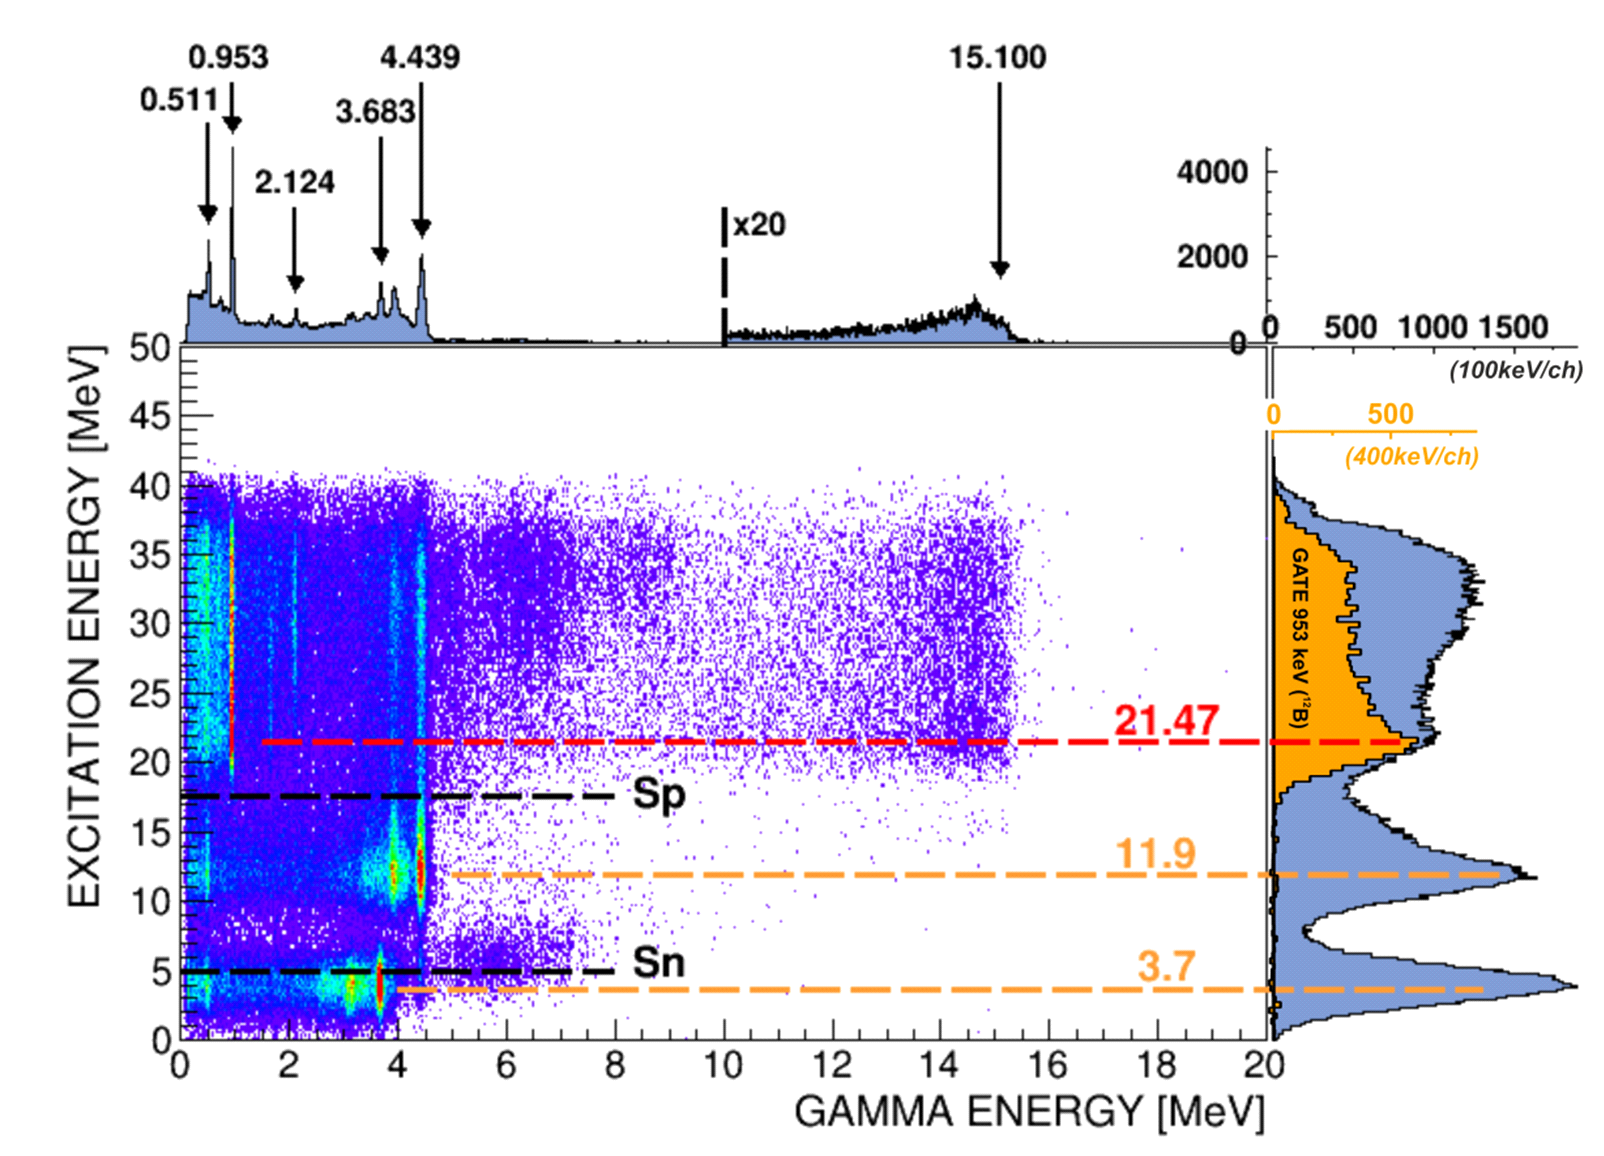 0.953
4.439
15.100
0.511
3.683
2.124
x20
4000
2000
0
0 500 1000 1500
(100keV/ch)
0 500
(400keV/ch)
GATE 953 keV (¹²B)
EXCITATION ENERGY [MeV]
50
45
40
35
30
25
20
15
10
5
0
21.47
Sp
11.9
Sn
3.7
0 2 4 6 8 10 12 14 16 18 20
GAMMA ENERGY [MeV]